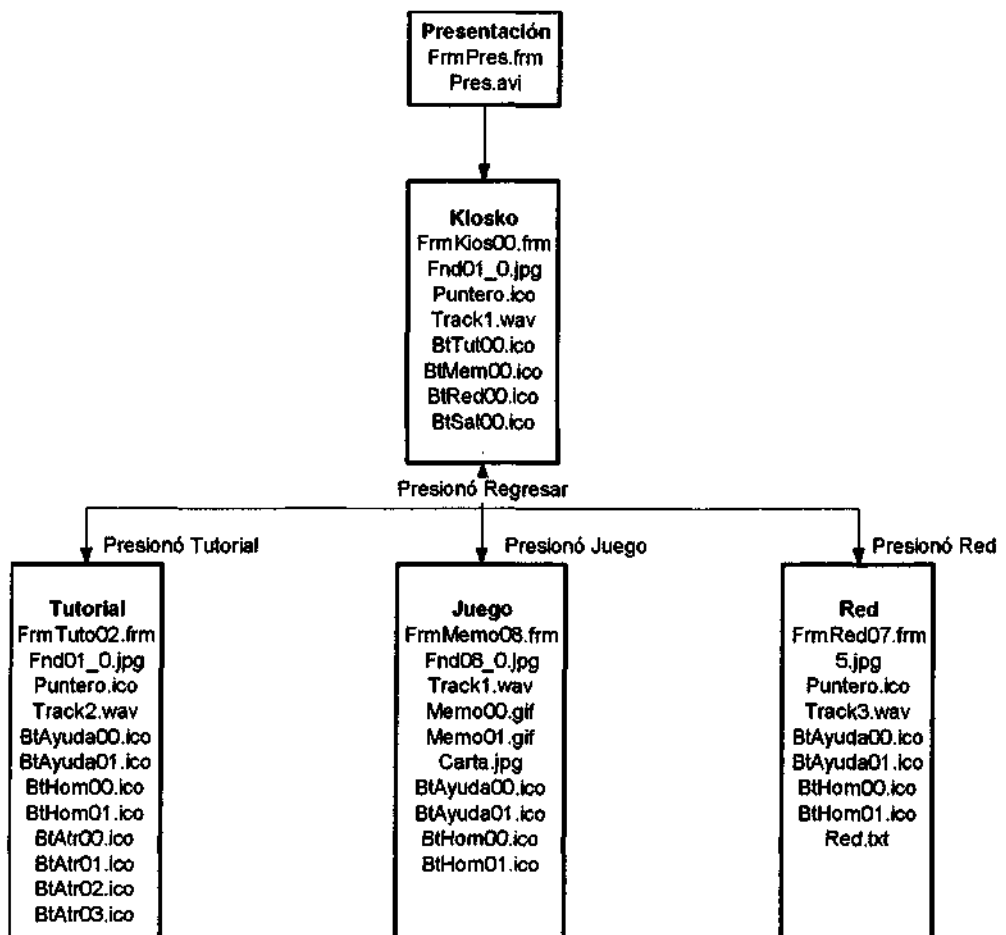 Presentación
FrmPres.frm
Pres.avi
Kiosko
FrmKios00.frm
Fnd01_0.jpg
Puntero.ico
Track1.wav
BtTut00.ico
BtMem00.ico
BtRed00.ico
BtSal00.ico
Presionó Regresar
Presionó Tutorial
Presionó Juego
Presionó Red
Tutorial
FrmTuto02.frm
Fnd01_0.jpg
Puntero.ico
Track2.wav
BtAyuda00.ico
BtAyuda01.ico
BtHom00.ico
BtHom01.ico
BtAtr00.ico
BtAtr01.ico
BtAtr02.ico
BtAtr03.ico
Juego
FrmMemo08.frm
Fnd08_0.jpg
Track1.wav
Memo00.gif
Memo01.gif
Carta.jpg
BtAyuda00.ico
BtAyuda01.ico
BtHom00.ico
BtHom01.ico
Red
FrmRed07.frm
5.jpg
Puntero.ico
Track3.wav
BtAyuda00.ico
BtAyuda01.ico
BtHom00.ico
BtHom01.ico
Red.txt